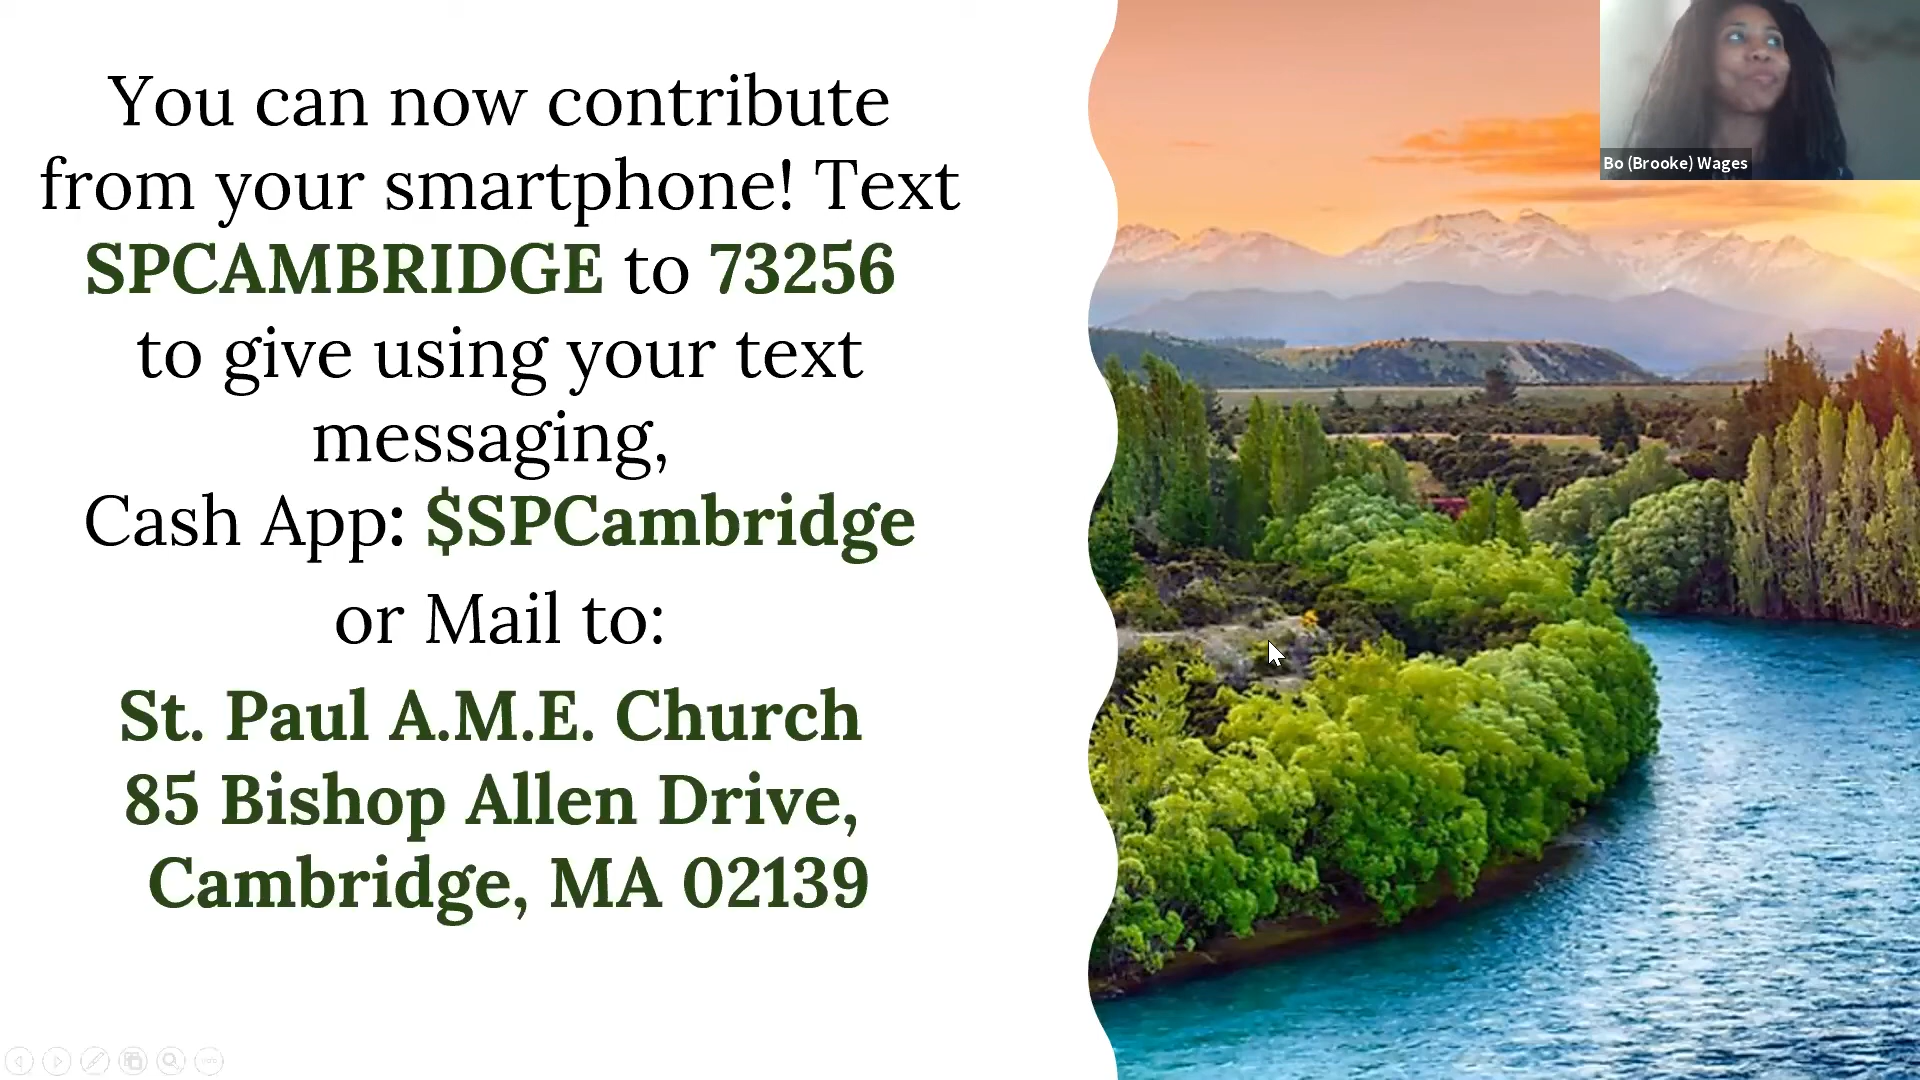 You can now contribute
from your smartphone! Text
SPCAMBRIDGE to 73256
to give using your text
messaging,
Cash App: $SPCambridge
or Mail to:
St. Paul A.M.E. Church
85 Bishop Allen Drive,
Cambridge, MA 02139
Bo (Brooke) Wages